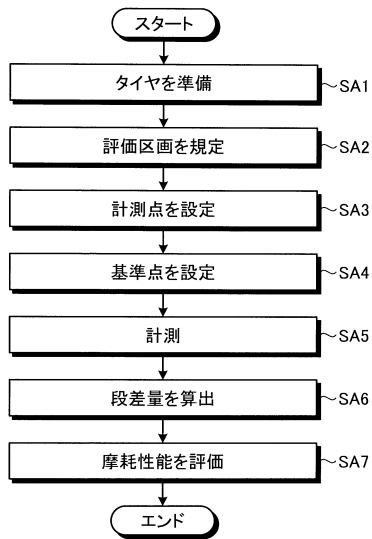 スタート
タイヤを準備 SA1
評価区画を規定 SA2
計測点を設定 SA3
基準点を設定 SA4
計測 SA5
段差量を算出 SA6
摩耗性能を評価 SA7
エンド